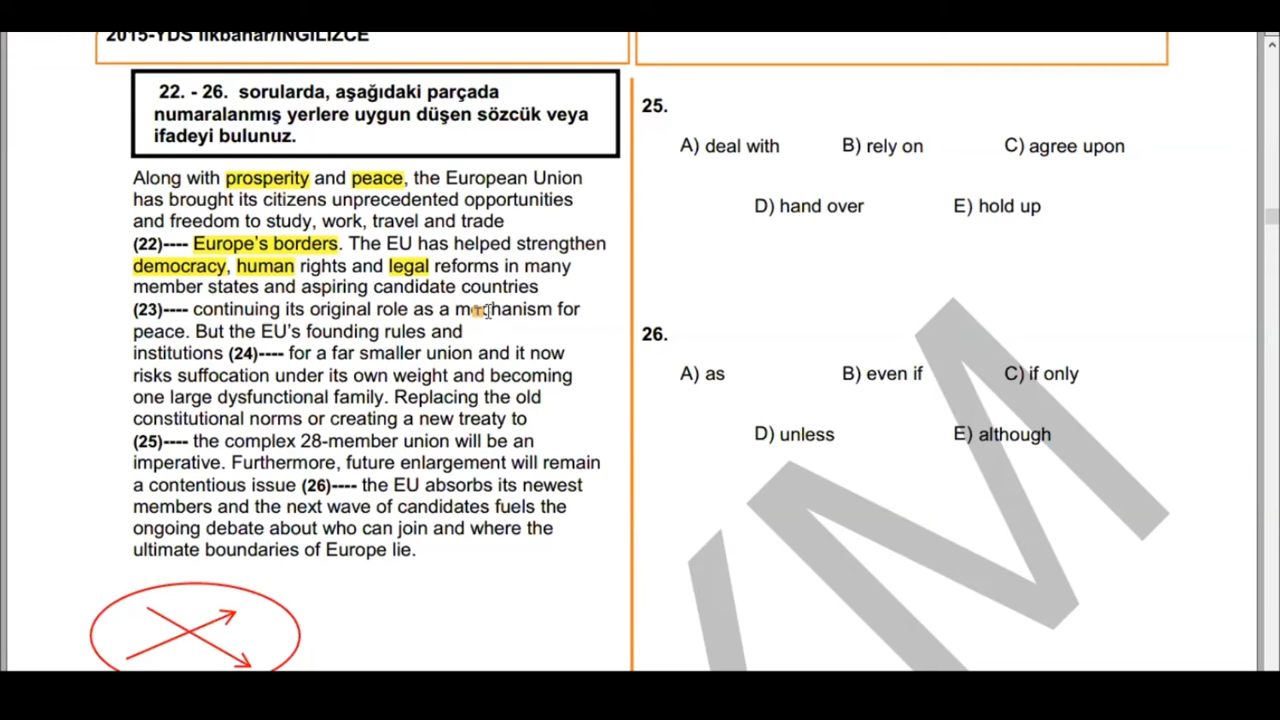 2015-YDS İlkbahar/İNGİLİZCE
22. - 26. sorularda, aşağıdaki parçada
numaralanmış yerlere uygun düşen sözcük veya
ifadeyi bulunuz.
Along with prosperity and peace, the European Union
has brought its citizens unprecedented opportunities
and freedom to study, work, travel and trade
(22)---- Europe's borders. The EU has helped strengthen
democracy, human rights and legal reforms in many
member states and aspiring candidate countries
(23)---- continuing its original role as a mechanism for
peace. But the EU's founding rules and
institutions (24)---- for a far smaller union and it now
risks suffocation under its own weight and becoming
one large dysfunctional family. Replacing the old
constitutional norms or creating a new treaty to
(25)---- the complex 28-member union will be an
imperative. Furthermore, future enlargement will remain
a contentious issue (26)---- the EU absorbs its newest
members and the next wave of candidates fuels the
ongoing debate about who can join and where the
ultimate boundaries of Europe lie.
25.
A) deal with B) rely on C) agree upon
D) hand over E) hold up
26.
A) as B) even if C) if only
D) unless E) although
YM